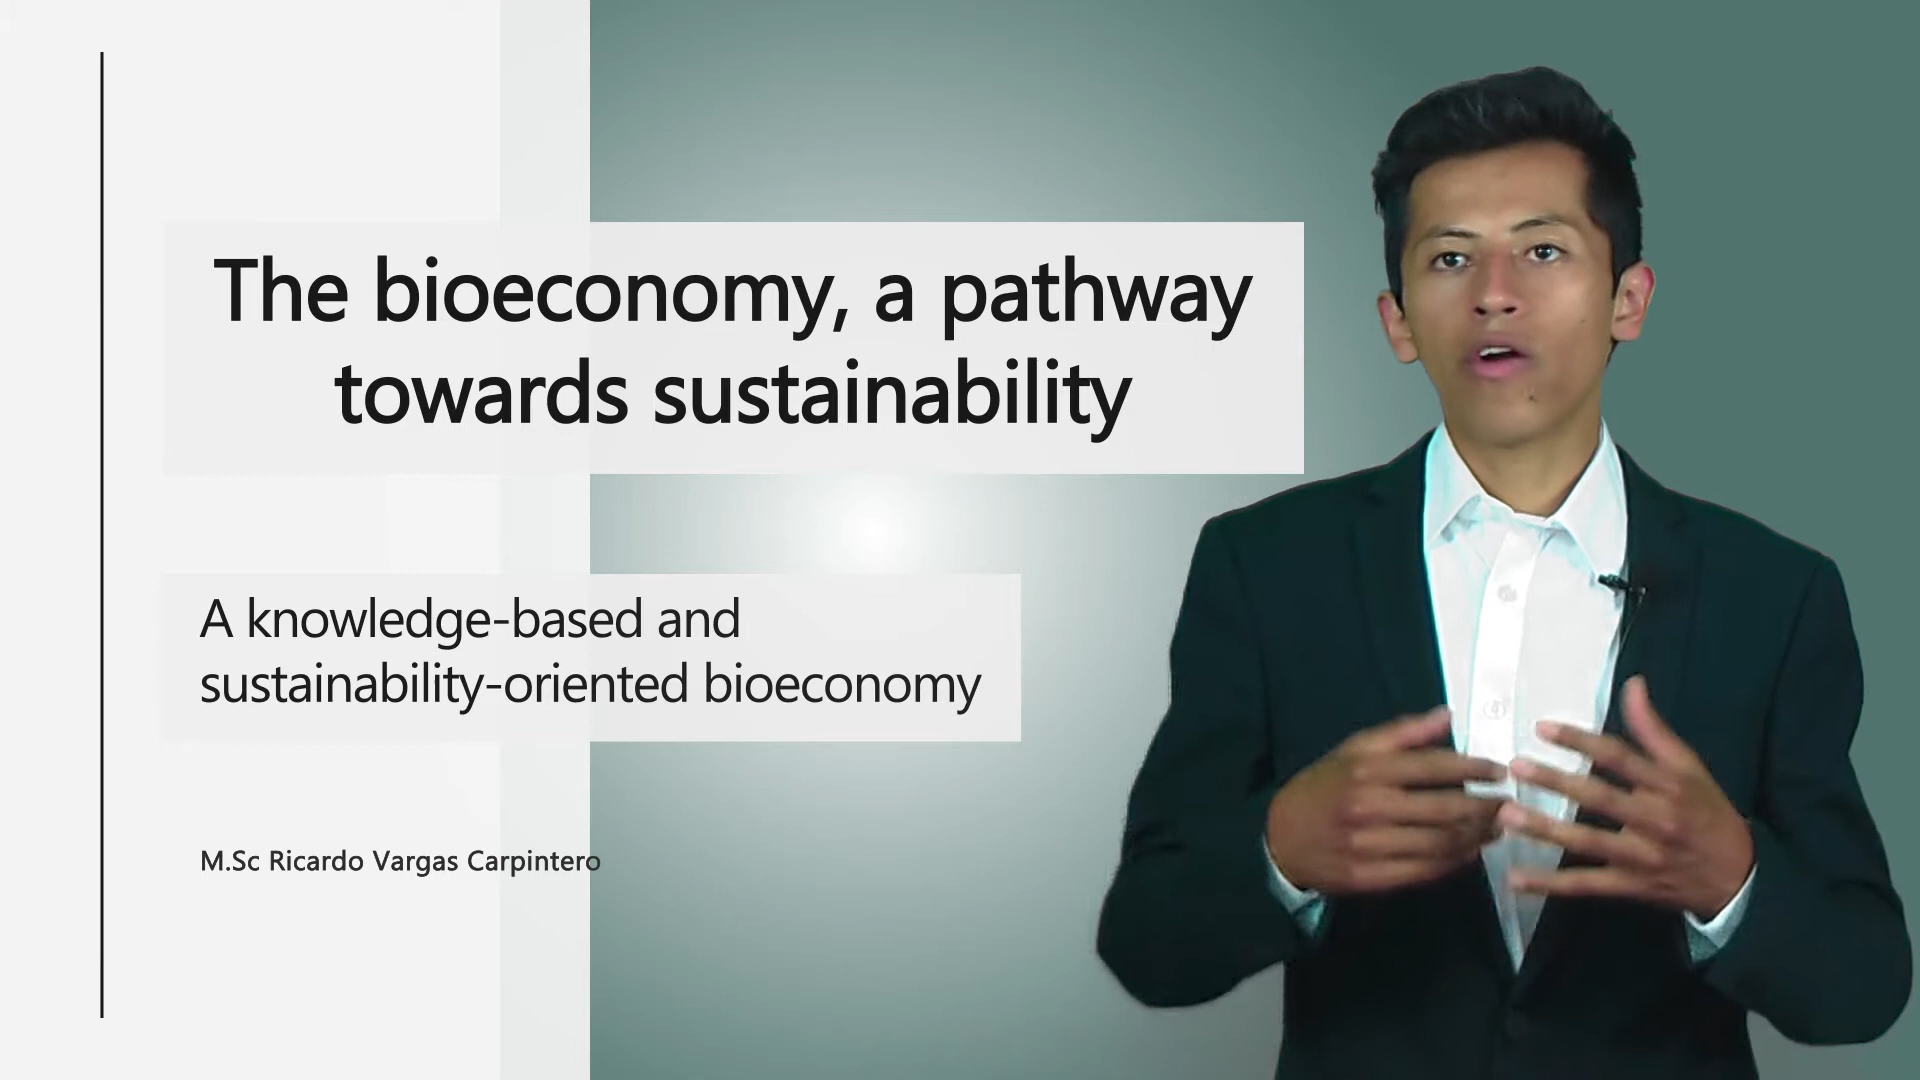 The bioeconomy, a pathway
towards sustainability
A knowledge-based and
sustainability-oriented bioeconomy
M.Sc Ricardo Vargas Carpintero